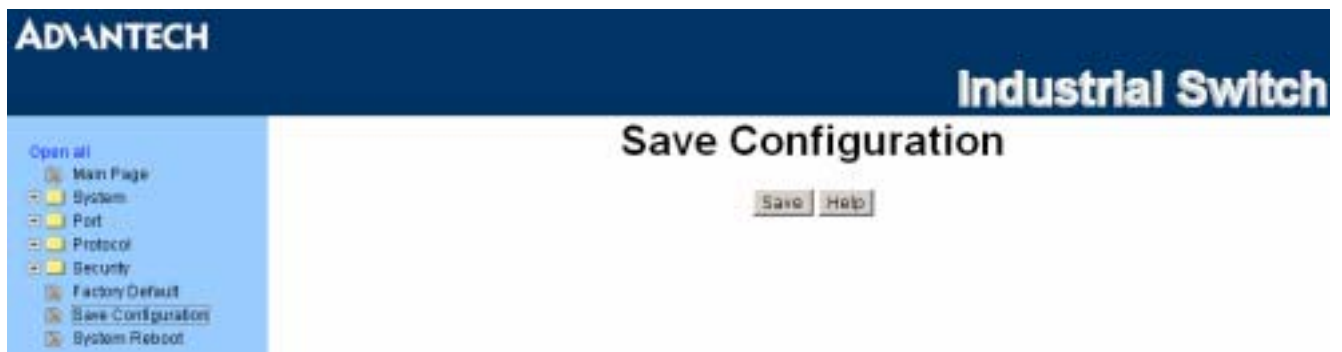 ADVANTECH
Industrial Switch
Open all
Main Page
System
Port
Protocol
Security
Factory Default
Save Configuration
System Reboot
Save Configuration
Save Help